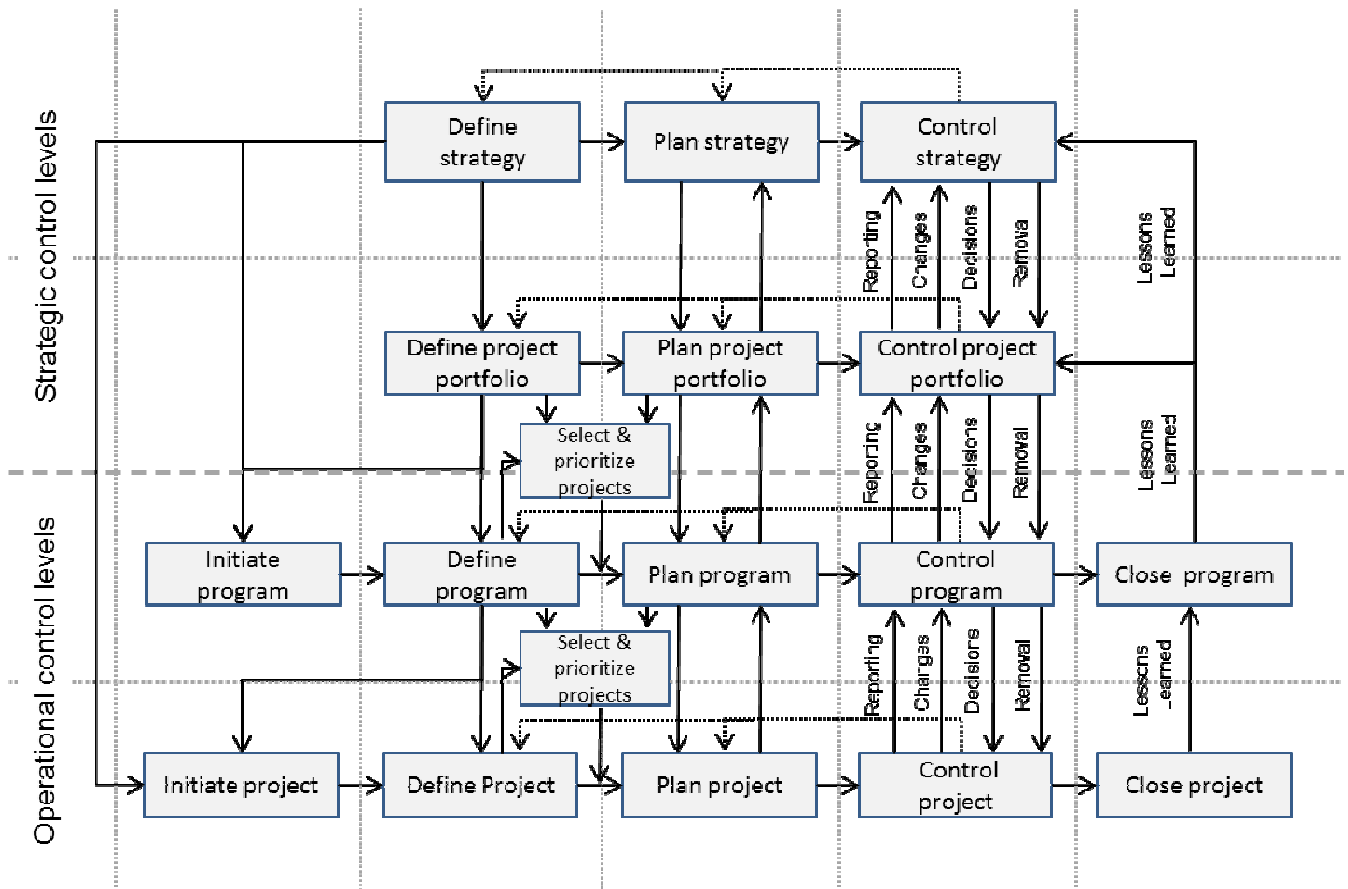 Strategic control levels
Operational control levels
Define
strategy
Plan strategy
Control
strategy
Reporting
Changes
Decisions
Remova
Lessons
Learned
Define project
portfolio
Plan project
portfolio
Control project
portfolio
Select &
prioritize
projects
Reporting
Changes
Decisions
Removal
Lessons
Learned
Initiate
program
Define
program
Plan program
Control
program
Close program
Select &
prioritize
projects
Reporting
Changes
Decisions
Removal
Lessons
Learned
Initiate project
Define Project
Plan project
Control
project
Close project